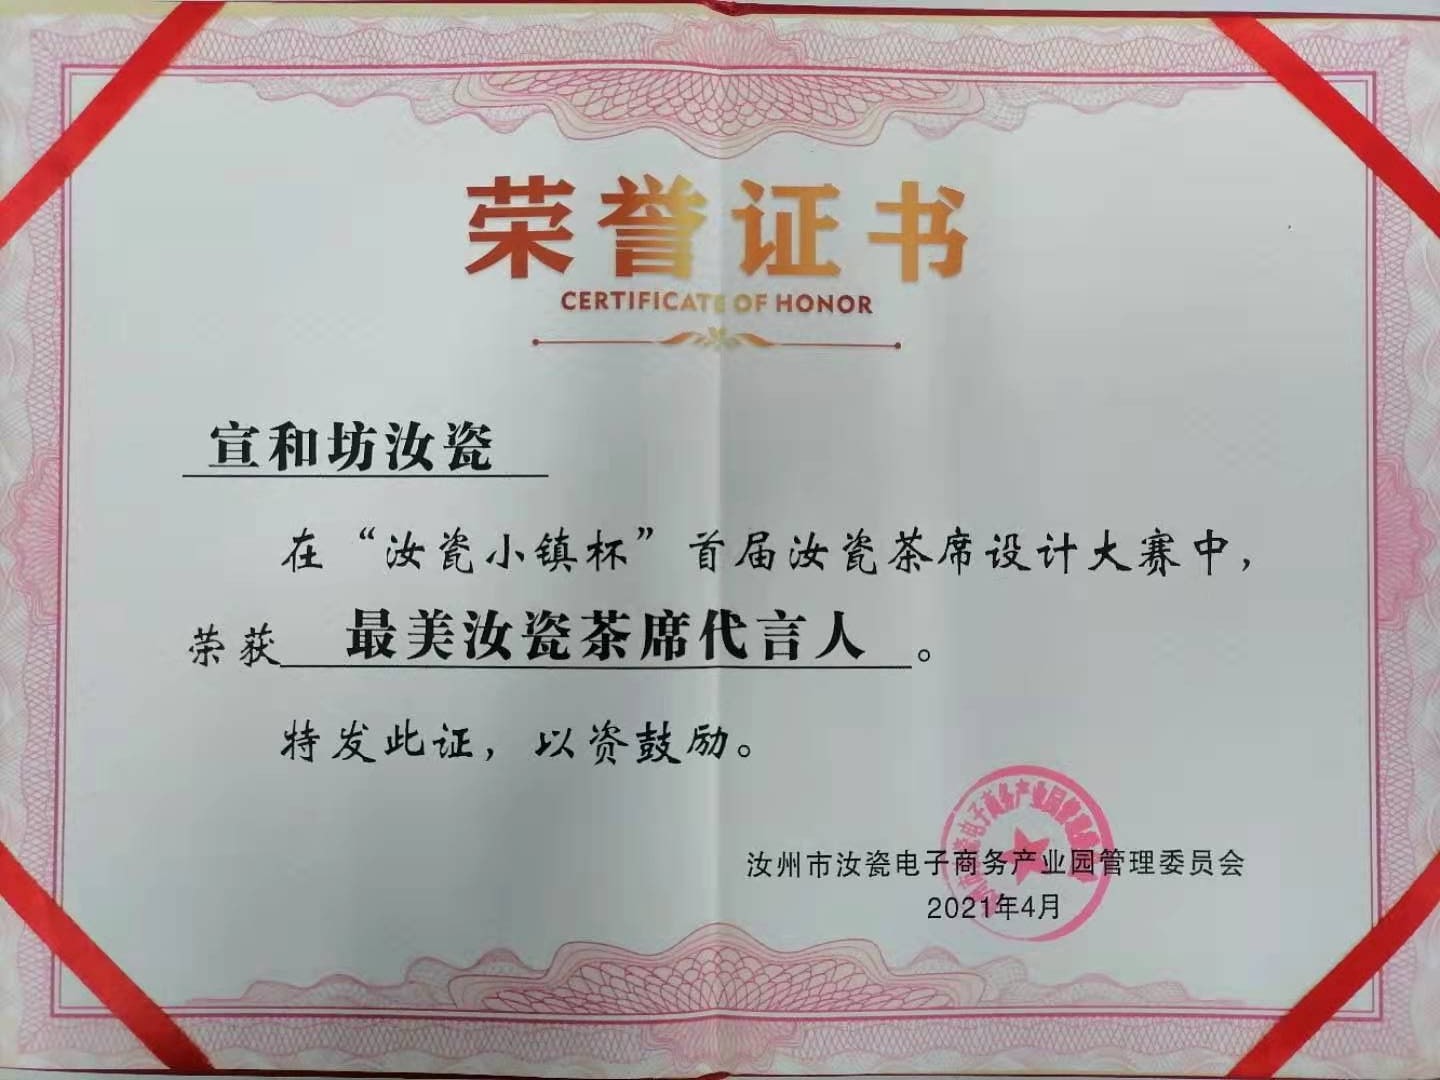 荣誉证书
CERTIFICATE OF HONOR
宣和坊汝瓷
在“汝瓷小镇杯”首届汝瓷茶席设计大赛中，
荣获 最美汝瓷茶席代言人 。
特发此证，以资鼓励。
汝州市汝瓷电子商务产业园管理委员会
2021年4月